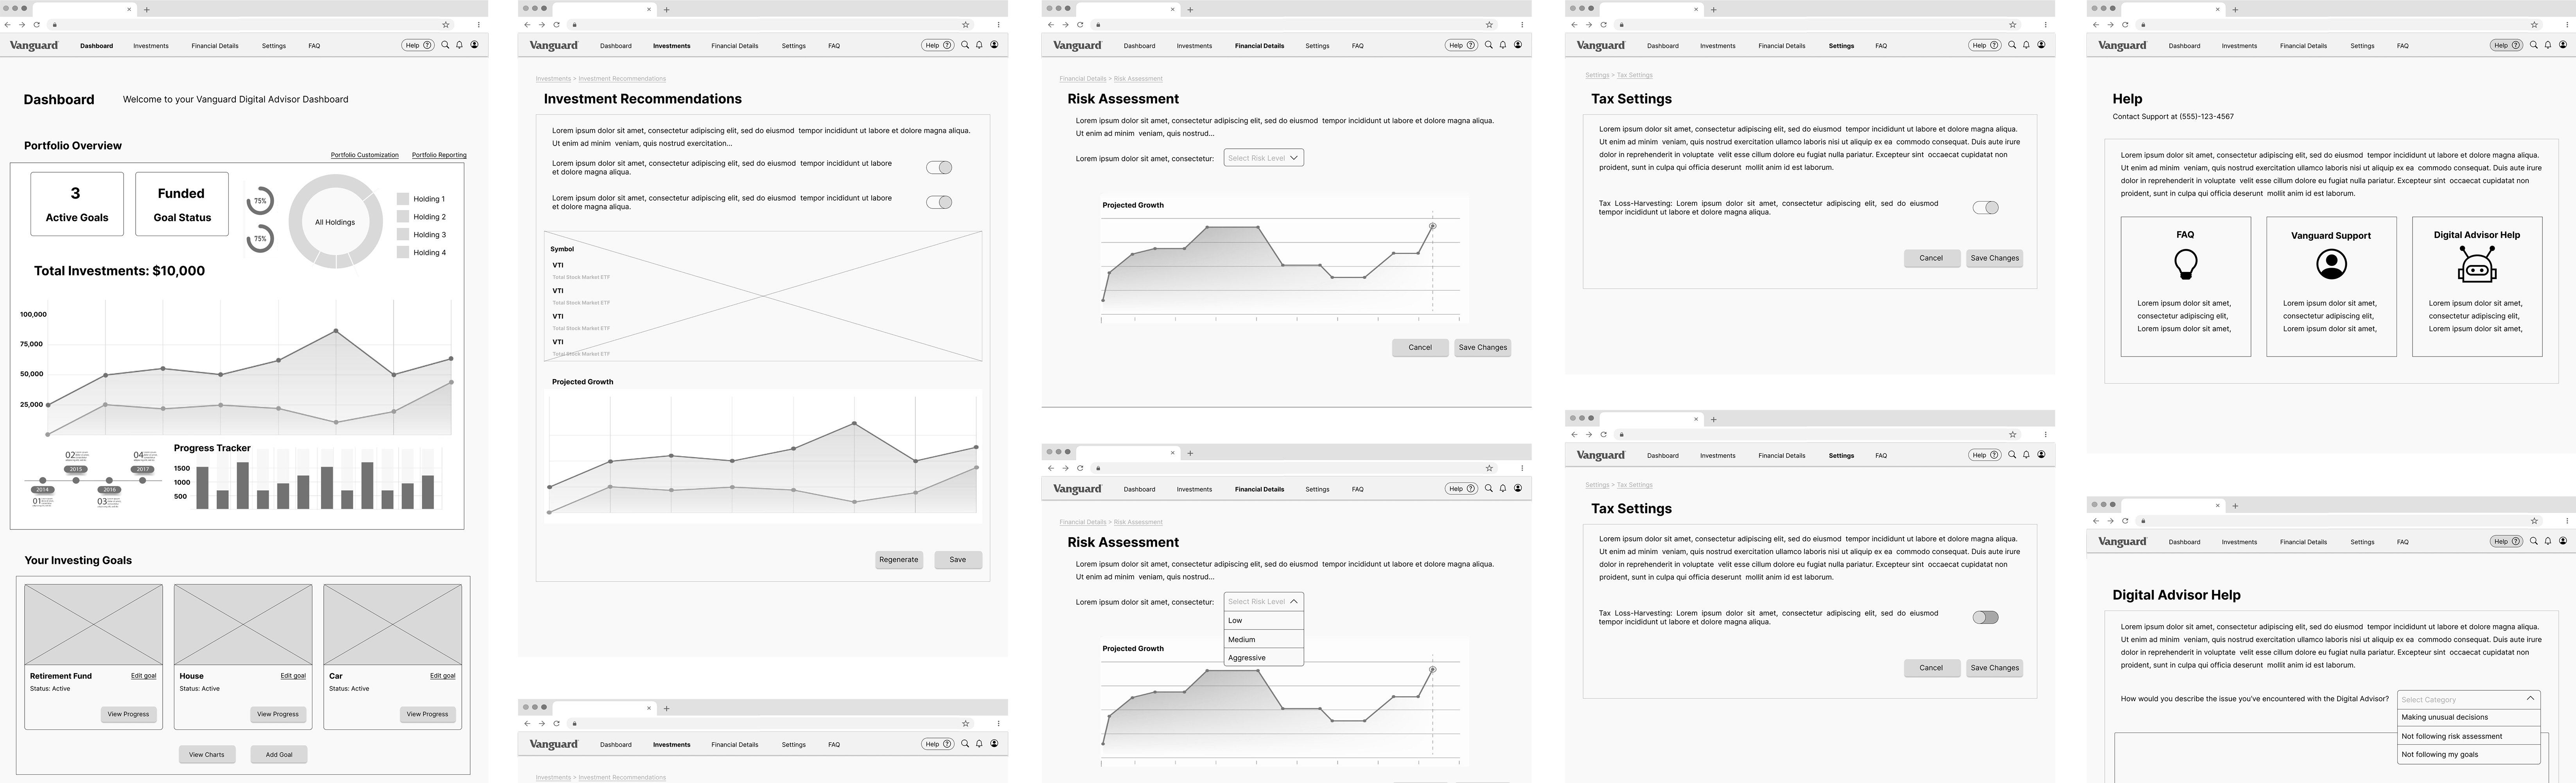 Vanguard Dashboard Investments Financial Details Settings FAQ Help
Dashboard Welcome to your Vanguard Digital Advisor Dashboard
Portfolio Overview
Portfolio Customization Portfolio Reporting
3
Active Goals
Funded
Goal Status
75%
75%
All Holdings
Holding 1
Holding 2
Holding 3
Holding 4
Total Investments: $10,000
100,000
75,000
50,000
25,000
02
04
2015
2017
2014
2016
01
03
Progress Tracker
1500
1000
500
Your Investing Goals
Retirement Fund Edit goal
Status: Active
View Progress
House Edit goal
Status: Active
View Progress
Car Edit goal
Status: Active
View Progress
View Charts Add Goal
Vanguard Dashboard Investments Financial Details Settings FAQ Help
Investments > Investment Recommendations
Investment Recommendations
Lorem ipsum dolor sit amet, consectetur adipiscing elit, sed do eiusmod tempor incididunt ut labore et dolore magna aliqua.
Ut enim ad minim veniam, quis nostrud exercitation...
Lorem ipsum dolor sit amet, consectetur adipiscing elit, sed do eiusmod tempor incididunt ut labore
et dolore magna aliqua.
Lorem ipsum dolor sit amet, consectetur adipiscing elit, sed do eiusmod tempor incididunt ut labore
et dolore magna aliqua.
Symbol
VTI
Total Stock Market ETF
VTI
Total Stock Market ETF
VTI
Total Stock Market ETF
VTI
Total Stock Market ETF
Projected Growth
Regenerate Save
Vanguard Dashboard Investments Financial Details Settings FAQ Help
Investments > Investment Recommendations
Vanguard Dashboard Investments Financial Details Settings FAQ Help
Financial Details > Risk Assessment
Risk Assessment
Lorem ipsum dolor sit amet, consectetur adipiscing elit, sed do eiusmod tempor incididunt ut labore et dolore magna aliqua.
Ut enim ad minim veniam, quis nostrud...
Lorem ipsum dolor sit amet, consectetur: Select Risk Level
Projected Growth
Cancel Save Changes
Vanguard Dashboard Investments Financial Details Settings FAQ Help
Financial Details > Risk Assessment
Risk Assessment
Lorem ipsum dolor sit amet, consectetur adipiscing elit, sed do eiusmod tempor incididunt ut labore et dolore magna aliqua.
Ut enim ad minim veniam, quis nostrud...
Lorem ipsum dolor sit amet, consectetur: Select Risk Level
Low
Medium
Aggressive
Projected Growth
Vanguard Dashboard Investments Financial Details Settings FAQ Help
Settings > Tax Settings
Tax Settings
Lorem ipsum dolor sit amet, consectetur adipiscing elit, sed do eiusmod tempor incididunt ut labore et dolore magna aliqua.
Ut enim ad minim veniam, quis nostrud exercitation ullamco laboris nisi ut aliquip ex ea commodo consequat. Duis aute irure
dolor in reprehenderit in voluptate velit esse cillum dolore eu fugiat nulla pariatur. Excepteur sint occaecat cupidatat non
proident, sunt in culpa qui officia deserunt mollit anim id est laborum.
Tax Loss-Harvesting: Lorem ipsum dolor sit amet, consectetur adipiscing elit, sed do eiusmod
tempor incididunt ut labore et dolore magna aliqua.
Cancel Save Changes
Vanguard Dashboard Investments Financial Details Settings FAQ Help
Settings > Tax Settings
Tax Settings
Lorem ipsum dolor sit amet, consectetur adipiscing elit, sed do eiusmod tempor incididunt ut labore et dolore magna aliqua.
Ut enim ad minim veniam, quis nostrud exercitation ullamco laboris nisi ut aliquip ex ea commodo consequat. Duis aute irure
dolor in reprehenderit in voluptate velit esse cillum dolore eu fugiat nulla pariatur. Excepteur sint occaecat cupidatat non
proident, sunt in culpa qui officia deserunt mollit anim id est laborum.
Tax Loss-Harvesting: Lorem ipsum dolor sit amet, consectetur adipiscing elit, sed do eiusmod
tempor incididunt ut labore et dolore magna aliqua.
Cancel Save Changes
Vanguard Dashboard Investments Financial Details Settings FAQ Help
Help
Contact Support at (555)-123-4567
Lorem ipsum dolor sit amet, consectetur adipiscing elit, sed do eiusmod tempor incididunt ut labore et dolore magna aliqua.
Ut enim ad minim veniam, quis nostrud exercitation ullamco laboris nisi ut aliquip ex ea commodo consequat. Duis aute irure
dolor in reprehenderit in voluptate velit esse cillum dolore eu fugiat nulla pariatur. Excepteur sint occaecat cupidatat non
proident, sunt in culpa qui officia deserunt mollit anim id est laborum.
FAQ
Lorem ipsum dolor sit amet,
consectetur adipiscing elit,
Lorem ipsum dolor sit amet,
Vanguard Support
Lorem ipsum dolor sit amet,
consectetur adipiscing elit,
Lorem ipsum dolor sit amet,
Digital Advisor Help
Lorem ipsum dolor sit amet,
consectetur adipiscing elit,
Lorem ipsum dolor sit amet,
Vanguard Dashboard Investments Financial Details Settings FAQ Help
Digital Advisor Help
Lorem ipsum dolor sit amet, consectetur adipiscing elit, sed do eiusmod tempor incididunt ut labore et dolore magna aliqua.
Ut enim ad minim veniam, quis nostrud exercitation ullamco laboris nisi ut aliquip ex ea commodo consequat. Duis aute irure
dolor in reprehenderit in voluptate velit esse cillum dolore eu fugiat nulla pariatur. Excepteur sint occaecat cupidatat non
proident, sunt in culpa qui officia deserunt mollit anim id est laborum.
How would you describe the issue you've encountered with the Digital Advisor? Select Category
Making unusual decisions
Not following risk assessment
Not following my goals